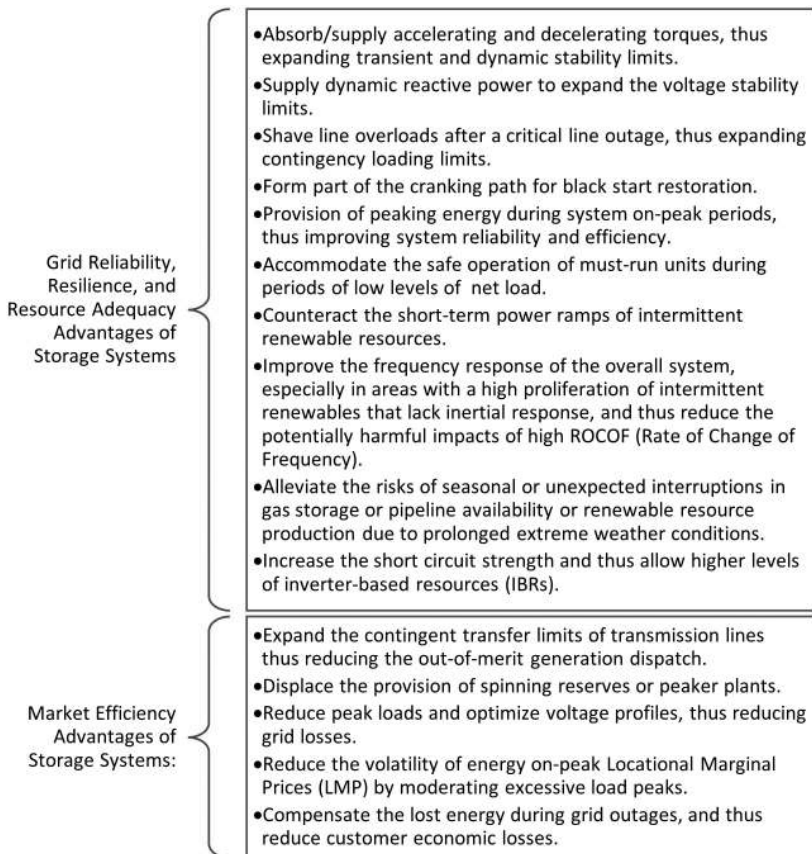 Grid Reliability,
Resilience, and
Resource Adequacy
Advantages of
Storage Systems
•Absorb/supply accelerating and decelerating torques, thus
expanding transient and dynamic stability limits.
•Supply dynamic reactive power to expand the voltage stability
limits.
•Shave line overloads after a critical line outage, thus expanding
contingency loading limits.
•Form part of the cranking path for black start restoration.
•Provision of peaking energy during system on-peak periods,
thus improving system reliability and efficiency.
•Accommodate the safe operation of must-run units during
periods of low levels of net load.
•Counteract the short-term power ramps of intermittent
renewable resources.
•Improve the frequency response of the overall system,
especially in areas with a high proliferation of intermittent
renewables that lack inertial response, and thus reduce the
potentially harmful impacts of high ROCOF (Rate of Change of
Frequency).
•Alleviate the risks of seasonal or unexpected interruptions in
gas storage or pipeline availability or renewable resource
production due to prolonged extreme weather conditions.
•Increase the short circuit strength and thus allow higher levels
of inverter-based resources (IBRs).
Market Efficiency
Advantages of
Storage Systems:
•Expand the contingent transfer limits of transmission lines
thus reducing the out-of-merit generation dispatch.
•Displace the provision of spinning reserves or peaker plants.
•Reduce peak loads and optimize voltage profiles, thus reducing
grid losses.
•Reduce the volatility of energy on-peak Locational Marginal
Prices (LMP) by moderating excessive load peaks.
•Compensate the lost energy during grid outages, and thus
reduce customer economic losses.